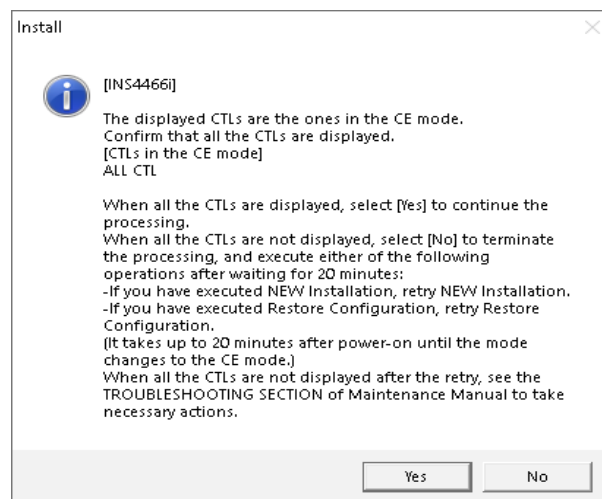 Install
[INS4466i]
The displayed CTLs are the ones in the CE mode.
Confirm that all the CTLs are displayed.
[CTLs in the CE mode]
ALL CTL
When all the CTLs are displayed, select [Yes] to continue the
processing.
When all the CTLs are not displayed, select [No] to terminate
the processing, and execute either of the following
operations after waiting for 20 minutes:
-If you have executed NEW Installation, retry NEW Installation.
-If you have executed Restore Configuration, retry Restore
Configuration.
(It takes up to 20 minutes after power-on until the mode
changes to the CE mode.)
When all the CTLs are not displayed after the retry, see the
TROUBLESHOOTING SECTION of Maintenance Manual to take
necessary actions.
Yes
No